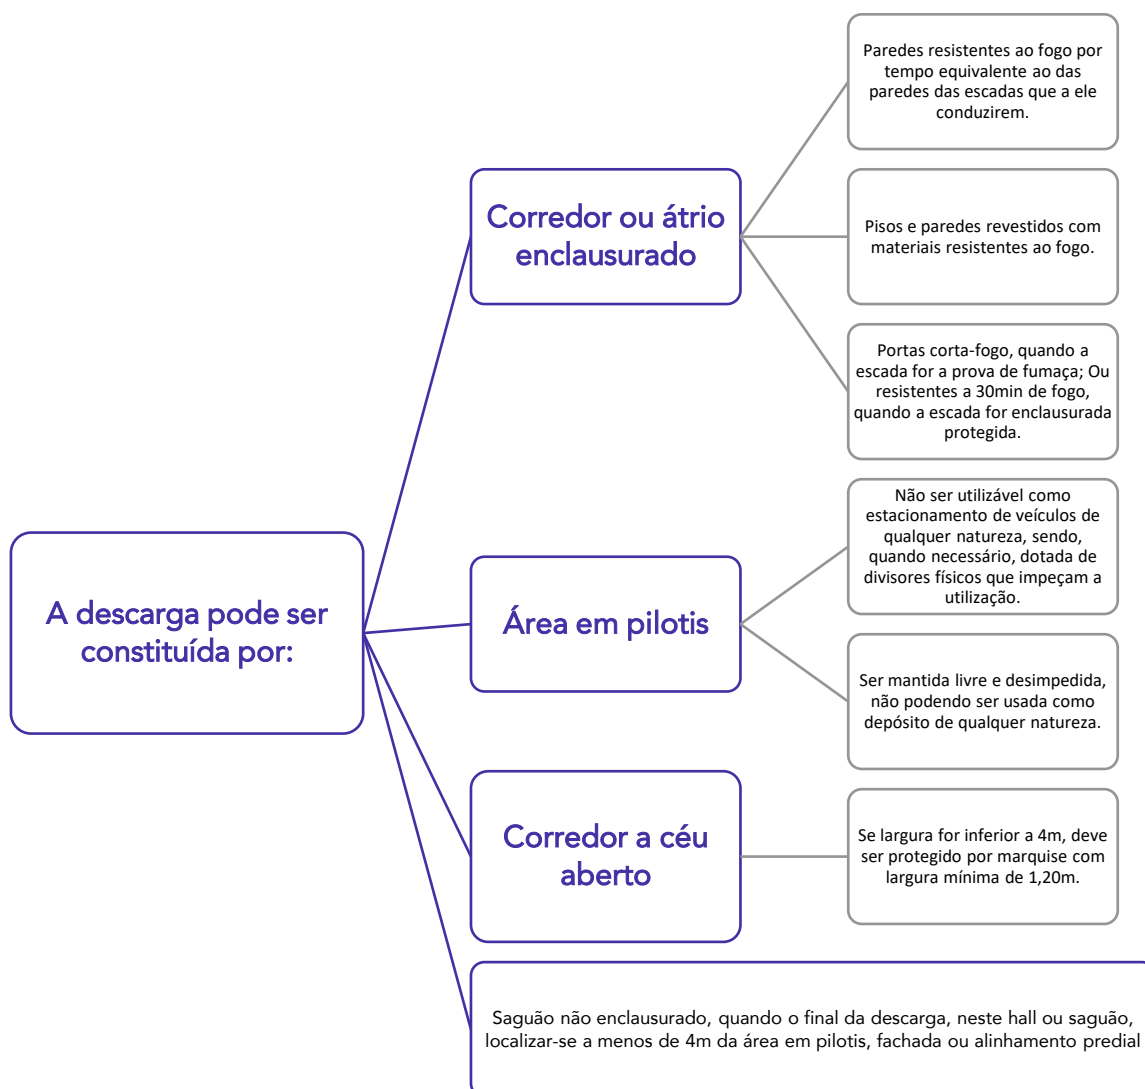 A descarga pode ser
constituída por:
Corredor ou átrio
enclausurado
Paredes resistentes ao fogo por
tempo equivalente ao das
paredes das escadas que a ele
conduzirem.
Pisos e paredes revestidos com
materiais resistentes ao fogo.
Portas corta-fogo, quando a
escada for a prova de fumaça; Ou
resistentes a 30min de fogo,
quando a escada for enclausurada
protegida.
Área em pilotis
Não ser utilizável como
estacionamento de veículos de
qualquer natureza, sendo,
quando necessário, dotada de
divisores físicos que impeçam a
utilização.
Ser mantida livre e desimpedida,
não podendo ser usada como
depósito de qualquer natureza.
Corredor a céu
aberto
Se largura for inferior a 4m, deve
ser protegido por marquise com
largura mínima de 1,20m.
Saguão não enclausurado, quando o final da descarga, neste hall ou saguão,
localizar-se a menos de 4m da área em pilotis, fachada ou alinhamento predial